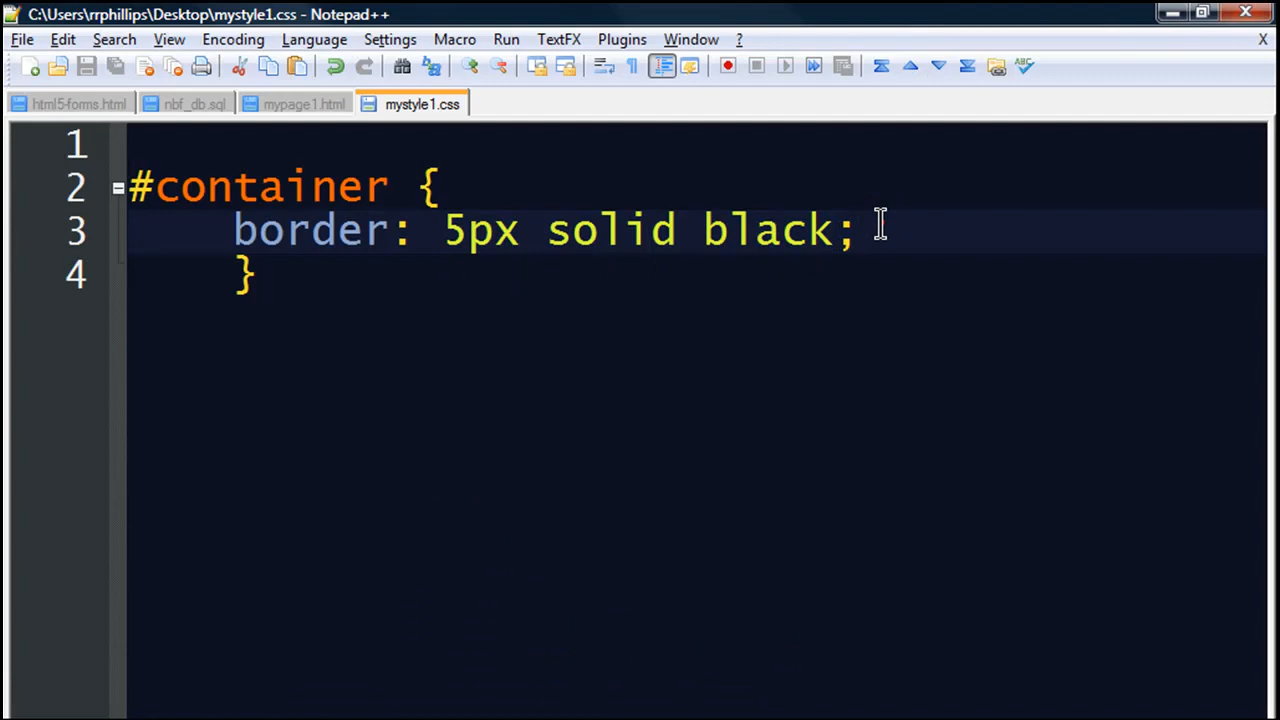 C:\Users\rrphillips\Desktop\mystyle1.css - Notepad++
File Edit Search View Encoding Language Settings Macro Run TextFX Plugins Window ? X
html5-forms.html nbf_db.sql mypage1.html mystyle1.css
1
2 #container {
3 border: 5px solid black;
4 }